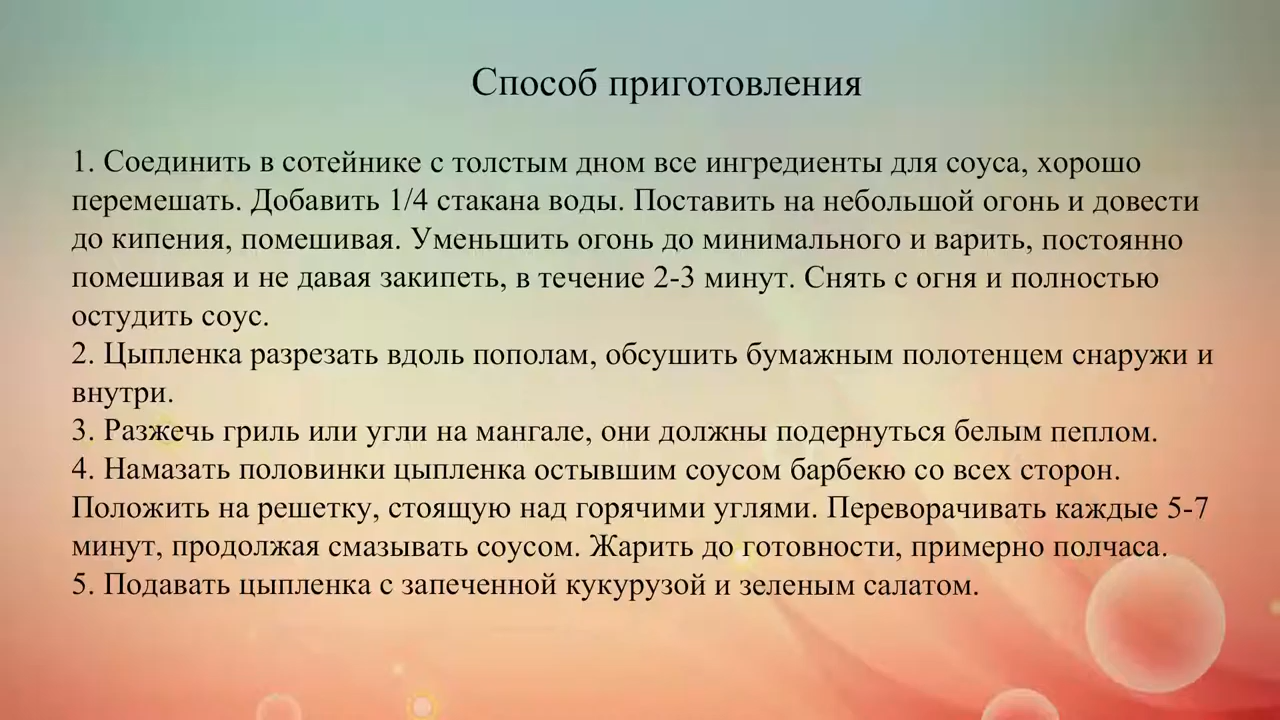 Способ приготовления
1. Соединить в сотейнике с толстым дном все ингредиенты для соуса, хорошо
перемешать. Добавить 1/4 стакана воды. Поставить на небольшой огонь и довести
до кипения, помешивая. Уменьшить огонь до минимального и варить, постоянно
помешивая и не давая закипеть, в течение 2-3 минут. Снять с огня и полностью
остудить соус.
2. Цыпленка разрезать вдоль пополам, обсушить бумажным полотенцем снаружи и
внутри.
3. Разжечь гриль или угли на мангале, они должны подернуться белым пеплом.
4. Намазать половинки цыпленка остывшим соусом барбекю со всех сторон.
Положить на решетку, стоящую над горячими углями. Переворачивать каждые 5-7
минут, продолжая смазывать соусом. Жарить до готовности, примерно полчаса.
5. Подавать цыпленка с запеченной кукурузой и зеленым салатом.